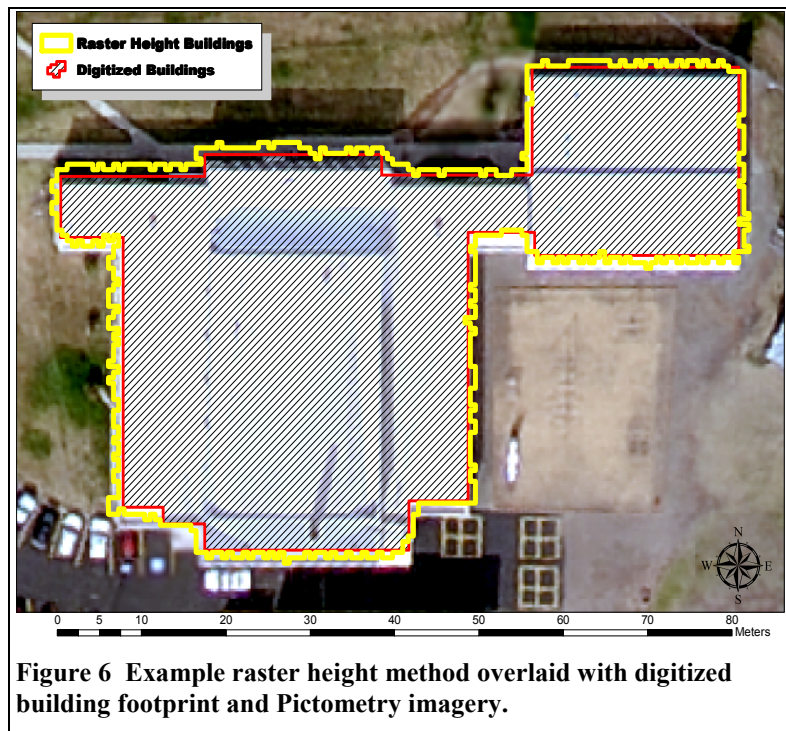 Raster Height Buildings
Digitized Buildings
N
W E
S
0 10 20 30 40 50 60 70 80
Meters
Figure 6 Example raster height method overlaid with digitized
building footprint and Pictometry imagery.